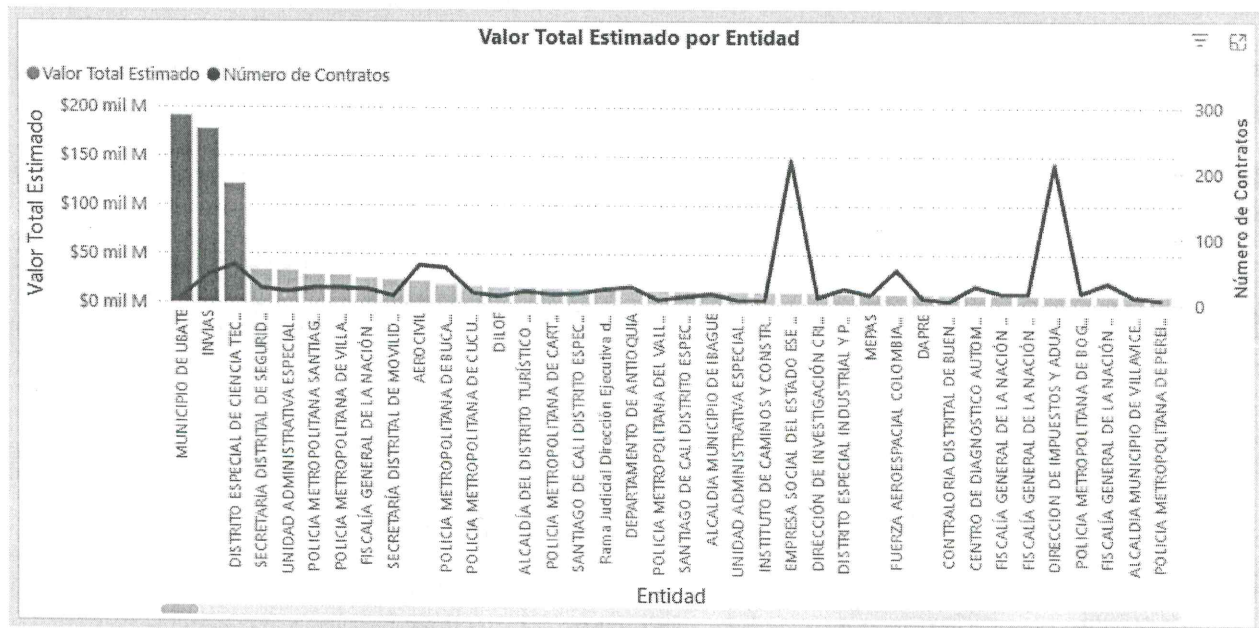 Valor Total Estimado por Entidad
Valor Total Estimado Número de Contratos
Valor Total Estimado
$200 mil M
$150 mil M
$100 mil M
$50 mil M
$0 mil M
300
200
100
0
Número de Contratos
MUNICIPIO DE UBATE
INVIAS
DISTRITO ESPECIAL DE CIENCIA TEC...
SECRETARÍA DISTRITAL DE SEGURID...
UNIDAD ADMINISTRATIVA ESPECIAL...
POLICIA METROPOLITANA SANTIAG...
POLICIA METROPOLITANA DE VILLA...
FISCALÍA GENERAL DE LA NACIÓN ...
SECRETARÍA DISTRITAL DE MOVILID...
AEROCIVIL
POLICIA METROPOLITANA DE BUCA...
POLICIA METROPOLITANA DE CUCU...
DILOF
ALCALDÍA DEL DISTRITO TURÍSTICO ...
POLICIA METROPOLITANA DE CART...
SANTIAGO DE CALI DISTRITO ESPEC...
Rama Judicial Dirección Ejecutiva d...
DEPARTAMENTO DE ANTIOQUIA
POLICIA METROPOLITANA DEL VALL...
SANTIAGO DE CALI DISTRITO ESPEC...
ALCALDIA MUNICIPIO DE IBAGUE
UNIDAD ADMINISTRATIVA ESPECIAL...
INSTITUTO DE CAMINOS Y CONSTR...
EMPRESA SOCIAL DEL ESTADO ESE ...
DIRECCIÓN DE INVESTIGACIÓN CRI...
DISTRITO ESPECIAL INDUSTRIAL Y P...
MEPAS
FUERZA AEROESPACIAL COLOMBIA...
DAPRE
CONTRALORIA DISTRITAL DE BUEN...
CENTRO DE DIAGNOSTICO AUTOM...
FISCALÍA GENERAL DE LA NACIÓN ...
FISCALÍA GENERAL DE LA NACIÓN ...
DIRECCION DE IMPUESTOS Y ADUA...
POLICIA METROPOLITANA DE BOG...
FISCALÍA GENERAL DE LA NACIÓN ...
ALCALDIA MUNICIPIO DE VILLAVICE...
POLICIA METROPOLITANA DE PEREI...
Entidad